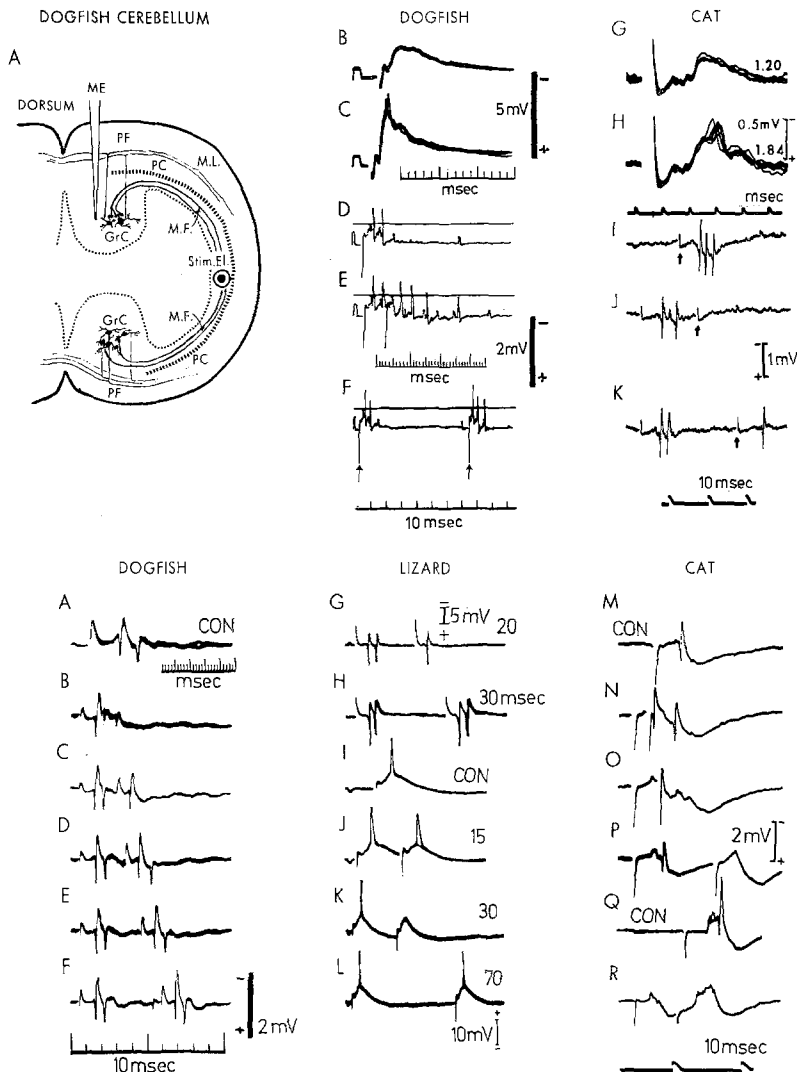 DOGFISH CEREBELLUM
A
ME
DORSUM
PF
PC
M.L.
GrC
M.F.
Stim.El.
GrC
M.F.
PC
PF
DOGFISH
B
C
5mV
-
+
msec
D
E
2mV
-
+
msec
F
10 msec
CAT
G
1.20
H
0.5mV
-
+
1.84
msec
I
J
1mV
-
+
K
10msec
DOGFISH
A
CON
msec
B
C
D
E
F
-
+
2mV
10msec
LIZARD
G
5mV
-
+
20
H
30msec
I
CON
J
15
K
30
L
70
+
10mV
-
CAT
M
CON
N
O
P
2mV
-
+
Q
CON
R
10msec